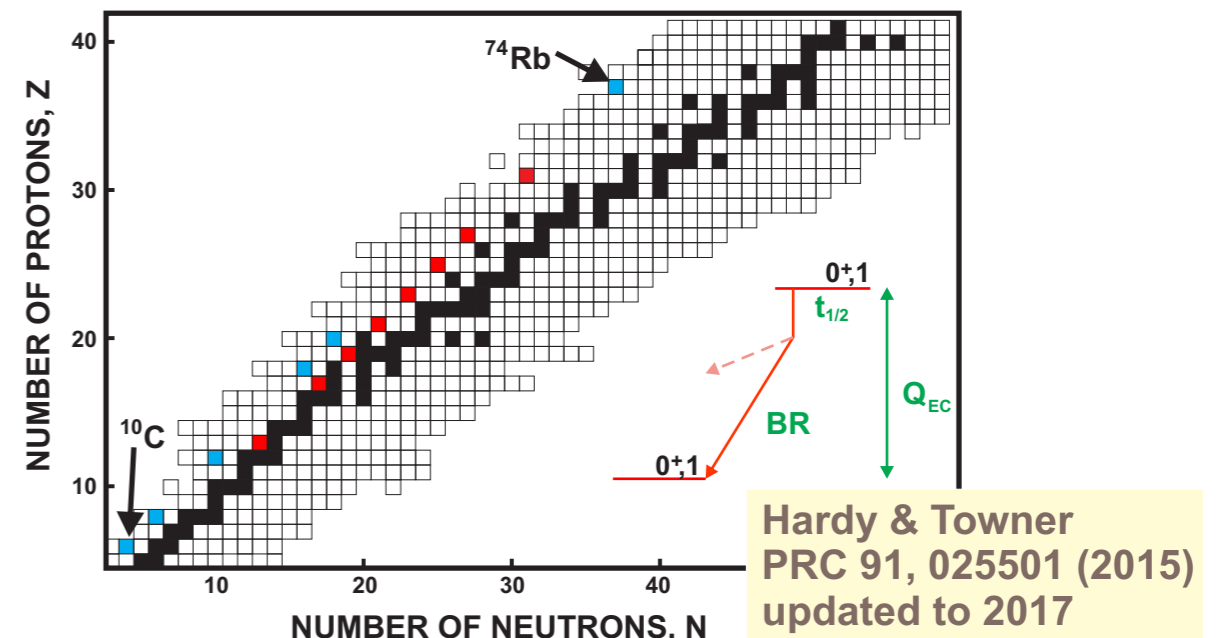 NUMBER OF PROTONS, Z
40
30
20
10
⁷⁴Rb
¹⁰C
0⁺,1
t₁/₂
Q_EC
BR
0⁺,1
10
20
30
40
NUMBER OF NEUTRONS, N
Hardy & Towner
PRC 91, 025501 (2015)
updated to 2017